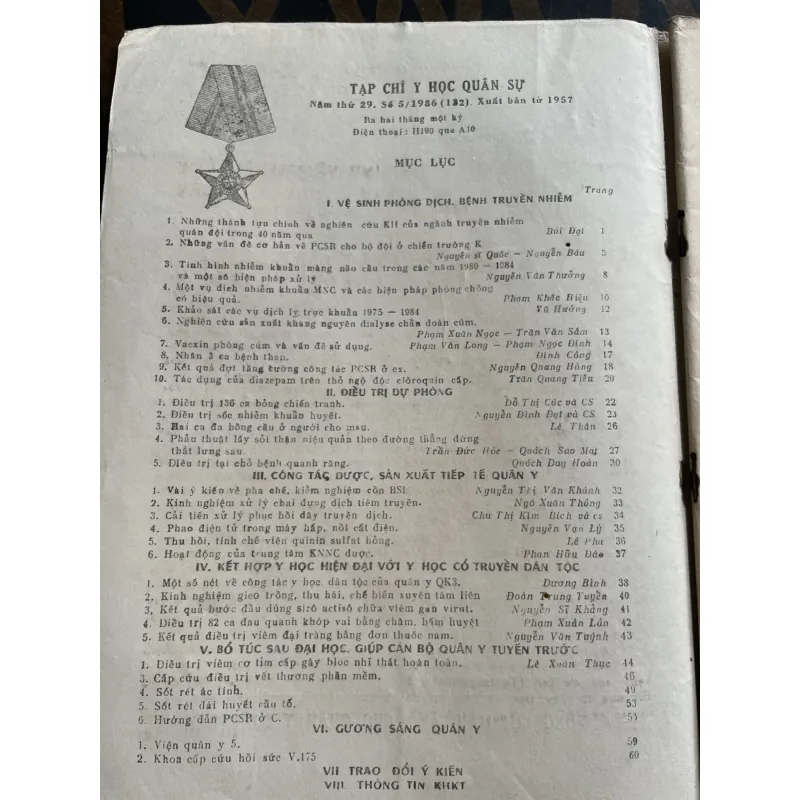 TẠP CHÍ Y HỌC QUÂN SỰ
Năm thứ 29. Số 5/1986 (132). Xuất bản từ 1957
Ra hai tháng một kỳ
Điện thoại: H190 qua A10
MỤC LỤC
Trang
I. VỆ SINH PHÒNG DỊCH, BỆNH TRUYỀN NHIỄM
1. Những thành tựu chính về nghiên cứu KH của ngành truyền nhiễm
quân đội trong 40 năm qua Bùi Đại 1
2. Những vấn đề cơ bản về PCSR cho bộ đội ở chiến trường K
Nguyễn sĩ Quốc — Nguyễn Báu 5
3. Tình hình nhiễm khuẩn màng não cầu trong các năm 1980 — 1984
và một số biện pháp xử lý Nguyễn Văn Thưởng 8
4. Một vụ dịch nhiễm khuẩn MNC và các biện pháp phòng chống
có hiệu quả. Phạm Khắc Hiệu 10
5. Khảo sát các vụ dịch lỵ trực khuẩn 1975 — 1984 Vũ Hưởng 12
6. Nghiên cứu sản xuất kháng nguyên dialyse chẩn đoán cúm.
Phạm Xuân Ngọc — Trần Văn Sâm 13
7. Vacxin phòng cúm và vấn đề sử dụng. Phạm Văn Long — Phạm Ngọc Đính 14
8. Nhân 3 ca bệnh than. Đinh Công 17
9. Kết quả đợt tăng cường công tác PCSR ở ex. Nguyễn Quang Hùng 18
10. Tác dụng của diazepam trên thỏ ngộ độc clôroquin cấp. Trần Quang Tiễu 20
II. ĐIỀU TRỊ DỰ PHÒNG
1. Điều trị 136 ca bỏng chiến tranh. Đỗ Thị Cúc và CS 22
2. Điều trị sốc nhiễm khuẩn huyết. Nguyễn Đình Đạt và CS 23
3. Hai ca đa hồng cầu ở người cho máu. Lê Thân 26
4. Phẫu thuật lấy sỏi thận niệu quản theo đường thẳng đứng
thắt lưng sau. Trần Đức Hòe — Quách Sao Mai 27
5. Điều trị tại chỗ bệnh quanh răng. Quách Duy Hoàn 30
III. CÔNG TÁC DƯỢC, SẢN XUẤT TIẾP TẾ QUÂN Y
1. Vài ý kiến về pha chế, kiểm nghiệm cồn BSI. Nguyễn Thị Vân Khánh 32
2. Kinh nghiệm xử lý chai đựng dịch tiêm truyền. Ngô Xuân Thắng 33
3. Cải tiến xử lý phục hồi dây truyền dịch. Chu Thị Kim Bích và cs 34
4. Phao điện tử trong máy hấp, nồi cất điện. Nguyễn Vạn Lý 35
5. Thu hồi, tinh chế viên quinin sulfat hỏng. Lê Pha 36
6. Hoạt động của trung tâm KNNC dược. Phan Hữu Đào 37
IV. KẾT HỢP Y HỌC HIỆN ĐẠI VỚI Y HỌC CỔ TRUYỀN DÂN TỘC
1. Một số nét về công tác y học dân tộc của quân y QK3. Dương Bình 38
2. Kinh nghiệm gieo trồng, thu hái, chế biến xuyên tâm liên Đoàn Trung Tuyển 40
3. Kết quả bước đầu dùng sirô actisô chữa viêm gan virut. Nguyễn Sĩ Khảng 41
4. Điều trị 82 ca đau quanh khớp vai bằng châm, bấm huyệt Phạm Xuân Lân 42
5. Kết quả điều trị viêm đại tràng bằng đơn thuốc nam. Nguyễn Văn Tuýnh 43
V. BỔ TÚC SAU ĐẠI HỌC, GIÚP CÁN BỘ QUÂN Y TUYẾN TRƯỚC
1. Điều trị viêm cơ tim cấp gây bloc nhĩ thất hoàn toàn. Lê Xuân Thục 44
3. Cấp cứu điều trị vết thương phần mềm. 46
4. Sốt rét ác tính. 49
5. Sốt rét đái huyết cầu tố. 53
6. Hướng dẫn PCSR ở C. 55
VI. GƯƠNG SÁNG QUÂN Y
1. Viện quân y 5. 59
2. Khoa cấp cứu hồi sức V.175 60
VII TRAO ĐỔI Ý KIẾN
VIII. THÔNG TIN KHKT